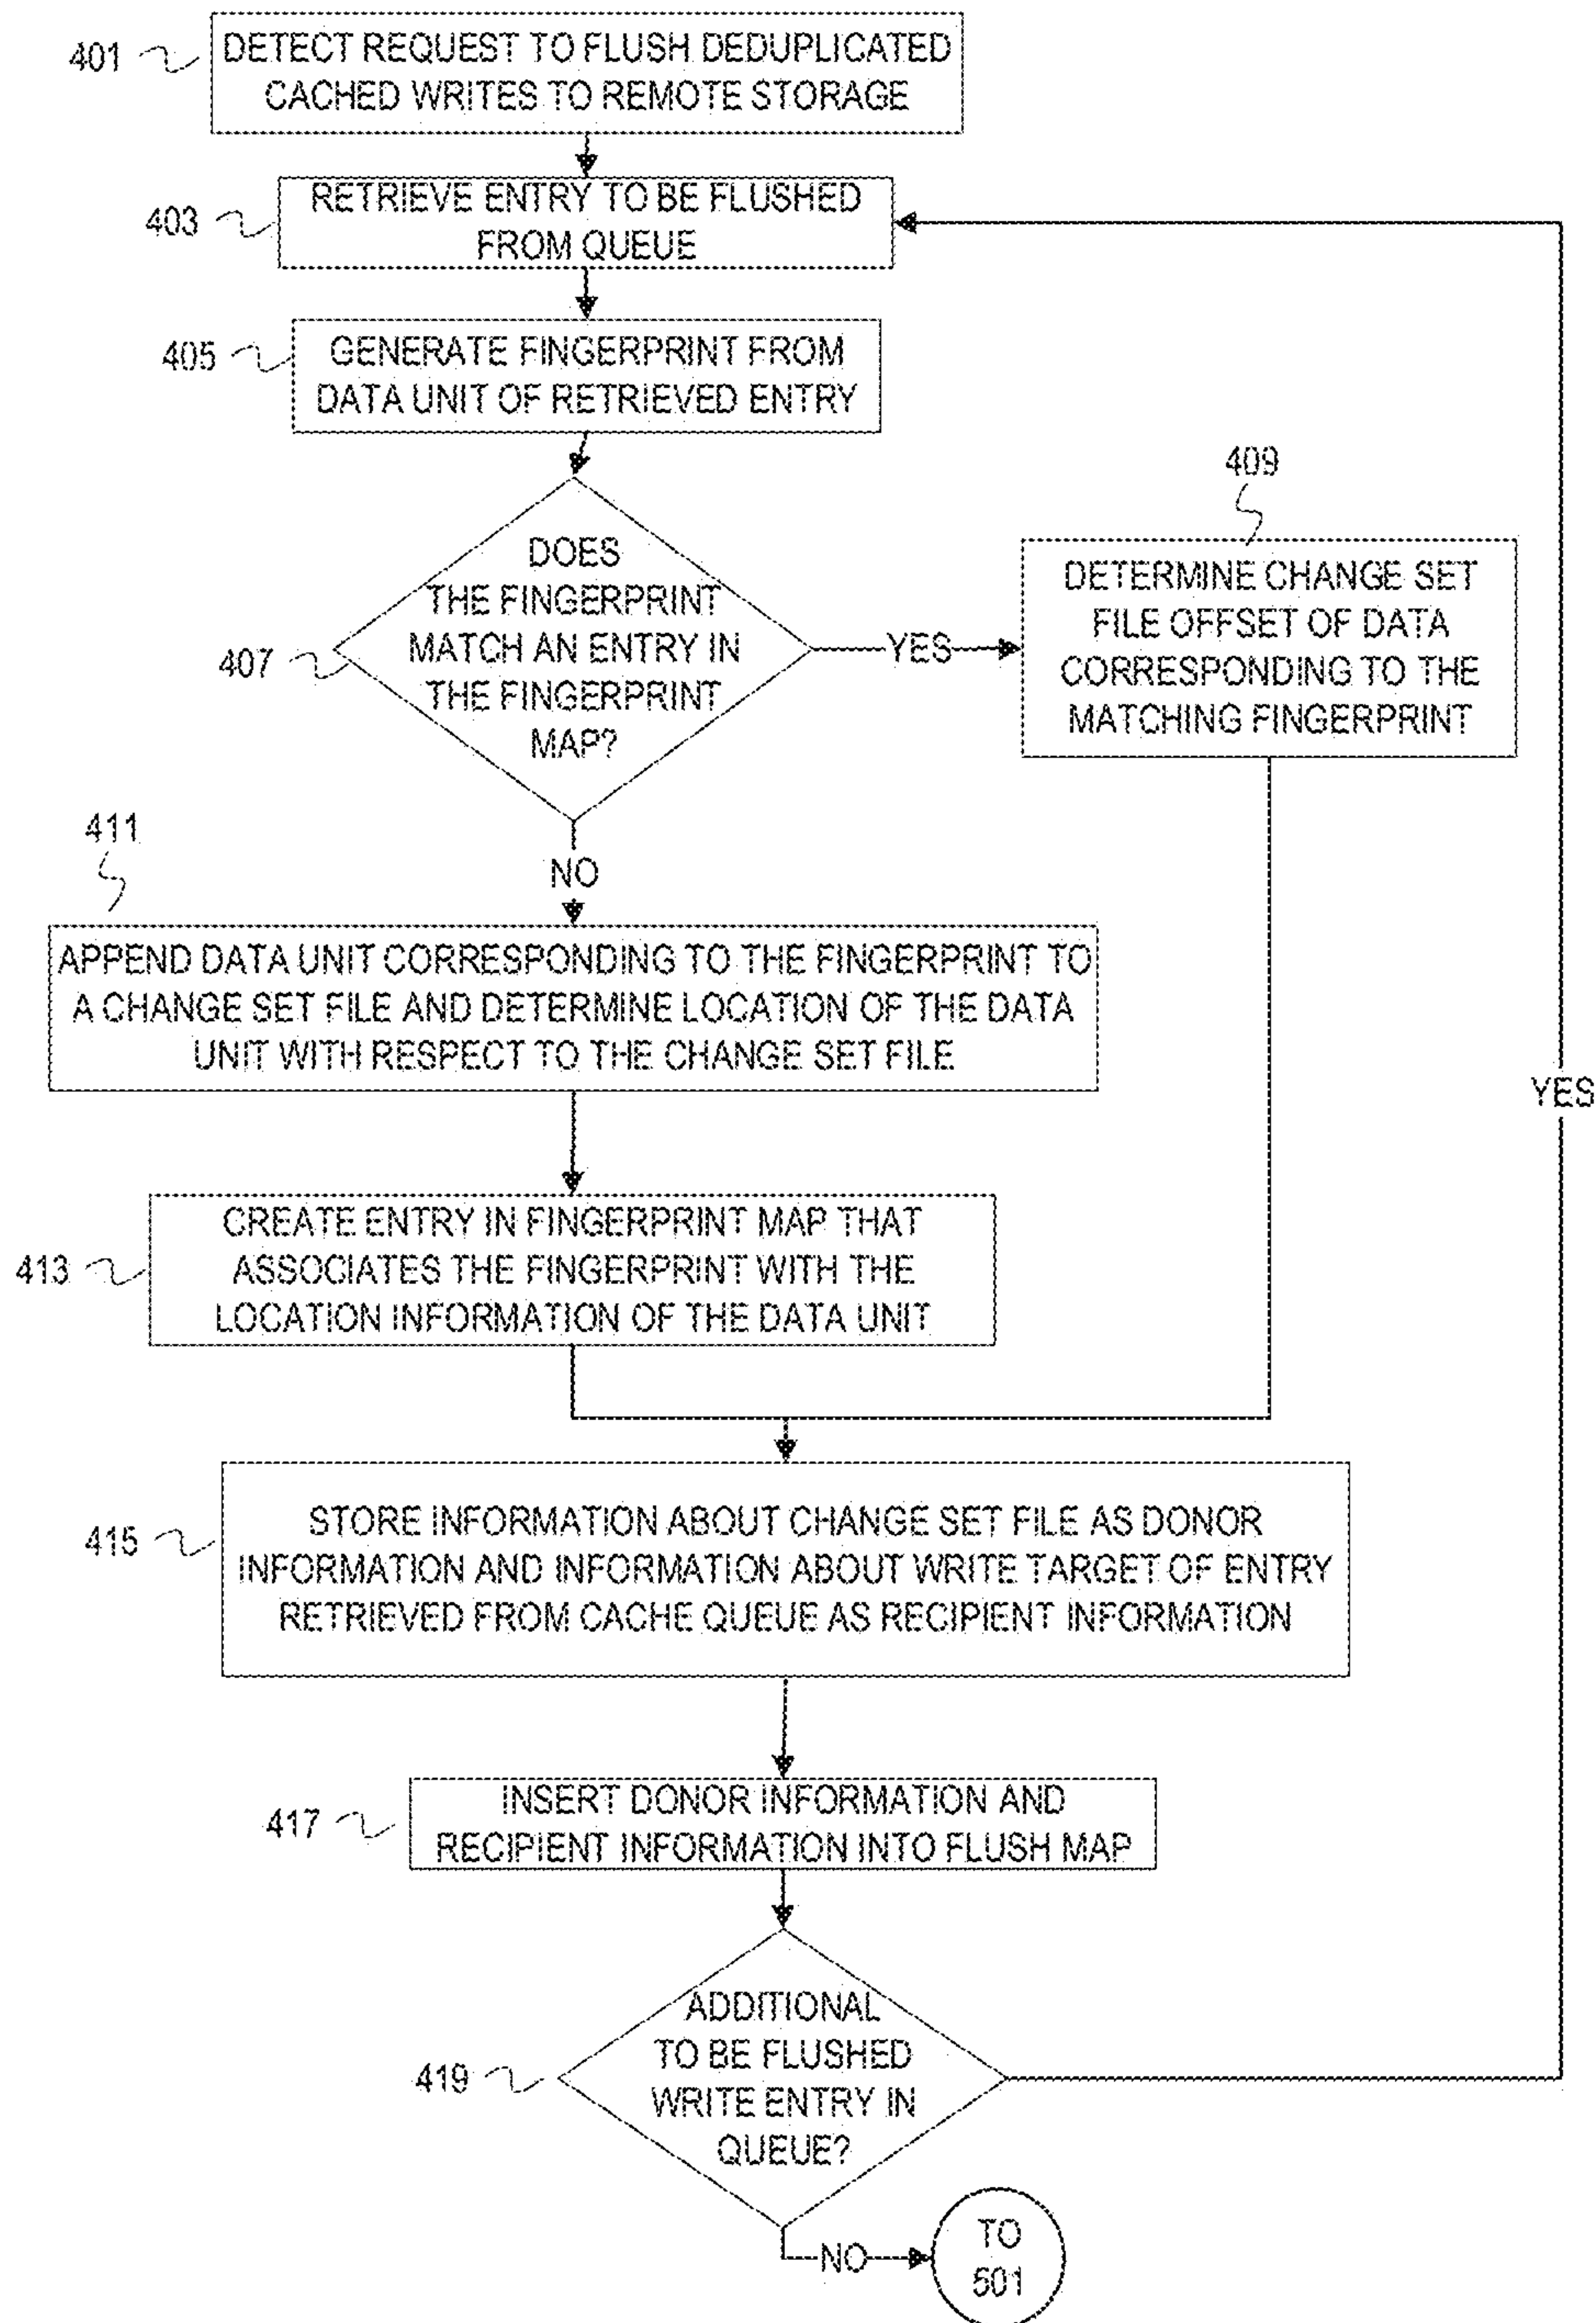 401
DETECT REQUEST TO FLUSH DEDUPLICATED
CACHED WRITES TO REMOTE STORAGE
403
RETRIEVE ENTRY TO BE FLUSHED
FROM QUEUE
405
GENERATE FINGERPRINT FROM
DATA UNIT OF RETRIEVED ENTRY
407
DOES
THE FINGERPRINT
MATCH AN ENTRY IN
THE FINGERPRINT
MAP?
YES
409
DETERMINE CHANGE SET
FILE OFFSET OF DATA
CORRESPONDING TO THE
MATCHING FINGERPRINT
NO
411
APPEND DATA UNIT CORRESPONDING TO THE FINGERPRINT TO
A CHANGE SET FILE AND DETERMINE LOCATION OF THE DATA
UNIT WITH RESPECT TO THE CHANGE SET FILE
YES
413
CREATE ENTRY IN FINGERPRINT MAP THAT
ASSOCIATES THE FINGERPRINT WITH THE
LOCATION INFORMATION OF THE DATA UNIT
415
STORE INFORMATION ABOUT CHANGE SET FILE AS DONOR
INFORMATION AND INFORMATION ABOUT WRITE TARGET OF ENTRY
RETRIEVED FROM CACHE QUEUE AS RECIPIENT INFORMATION
417
INSERT DONOR INFORMATION AND
RECIPIENT INFORMATION INTO FLUSH MAP
419
ADDITIONAL
TO BE FLUSHED
WRITE ENTRY IN
QUEUE?
NO
TO
501